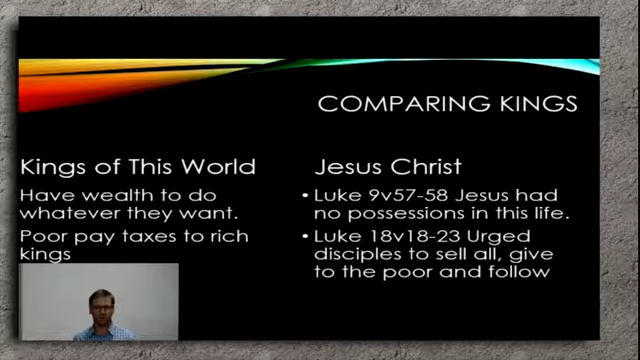 COMPARING KINGS
Kings of This World
Have wealth to do
whatever they want.
Poor pay taxes to rich
kings
Jesus Christ
• Luke 9v57-58 Jesus had
no possessions in this life.
• Luke 18v18-23 Urged
disciples to sell all, give
to the poor and follow